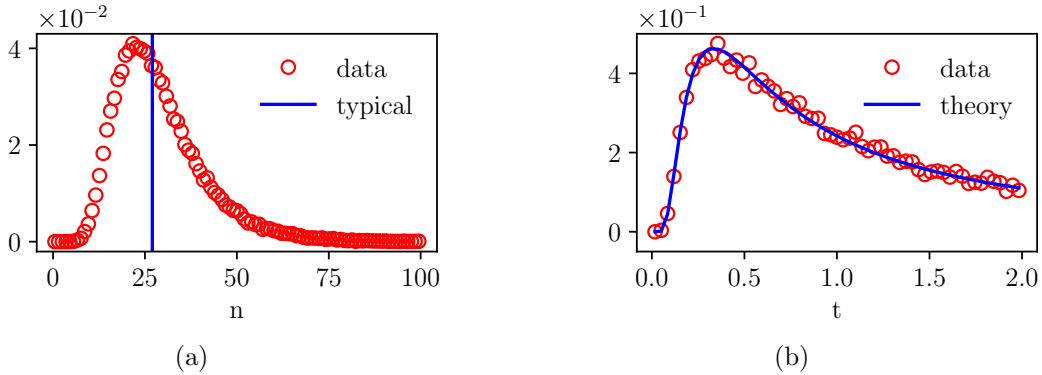 ×10⁻²
4
2
0
0 25 50 75 100
n
data
typical
(a)
×10⁻¹
4
2
0
0.0 0.5 1.0 1.5 2.0
t
data
theory
(b)